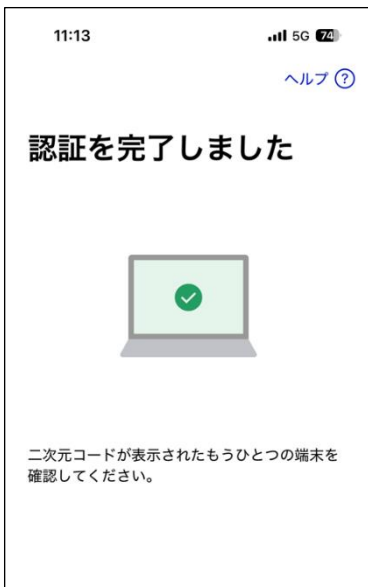 11:13
5G 74
ヘルプ ?
認証を完了しました
二次元コードが表示されたもうひとつの端末を
確認してください。